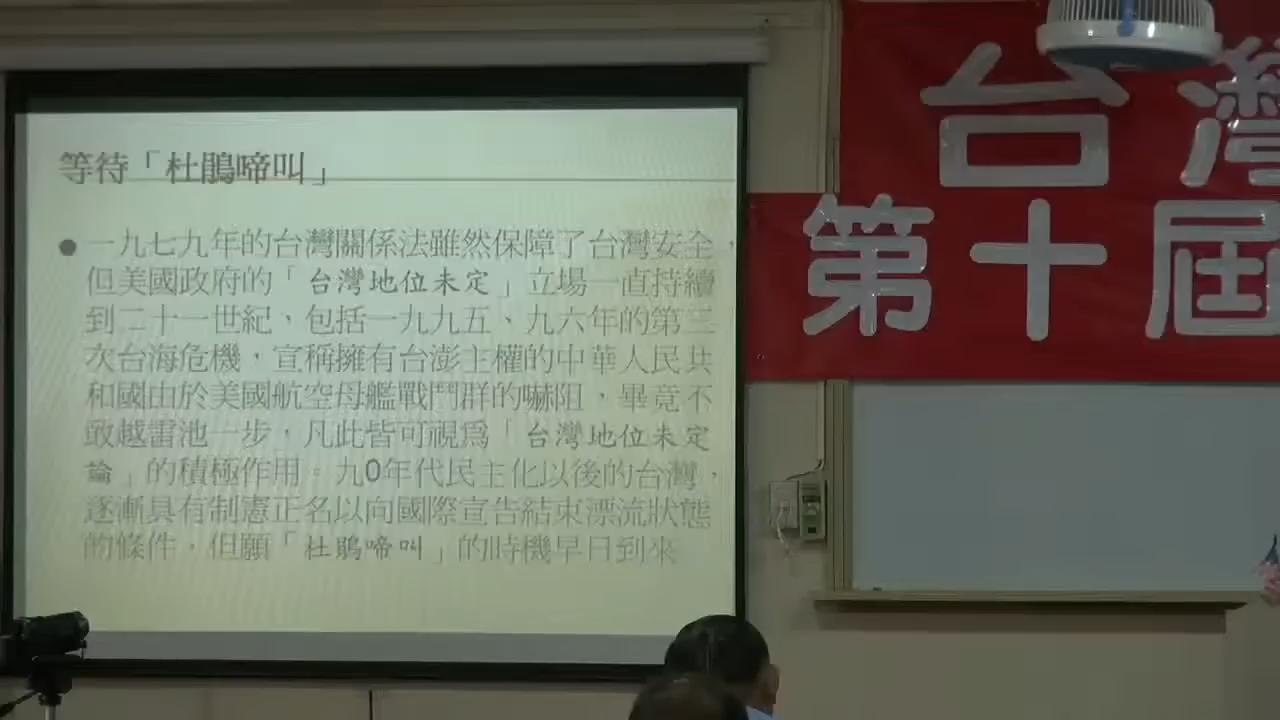 等待「杜鵑啼叫」
● 一九七九年的台灣關係法雖然保障了台灣安全，
但美國政府的「台灣地位未定」立場一直持續
到二十一世紀、包括一九九五、九六年的第三
次台海危機，宣稱擁有台澎主權的中華人民共
和國由於美國航空母艦戰鬥群的嚇阻，畢竟不
敢越雷池一步，凡此皆可視為「台灣地位未定
論」的積極作用。九0年代民主化以後的台灣，
逐漸具有制憲正名以向國際宣告結束漂流狀態
的條件，但願「杜鵑啼叫」的時機早日到來
台灣
第十屆